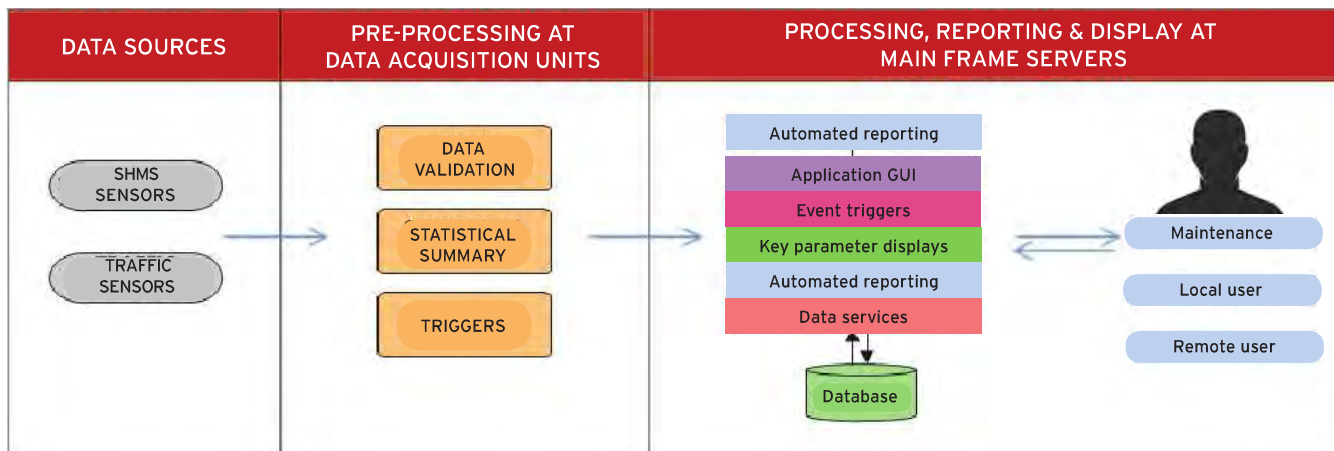 DATA SOURCES
PRE-PROCESSING AT
DATA ACQUISITION UNITS
PROCESSING, REPORTING & DISPLAY AT
MAIN FRAME SERVERS
SHMS
SENSORS
TRAFFIC
SENSORS
DATA
VALIDATION
STATISTICAL
SUMMARY
TRIGGERS
Automated reporting
Application GUI
Event triggers
Key parameter displays
Automated reporting
Data services
Database
Maintenance
Local user
Remote user